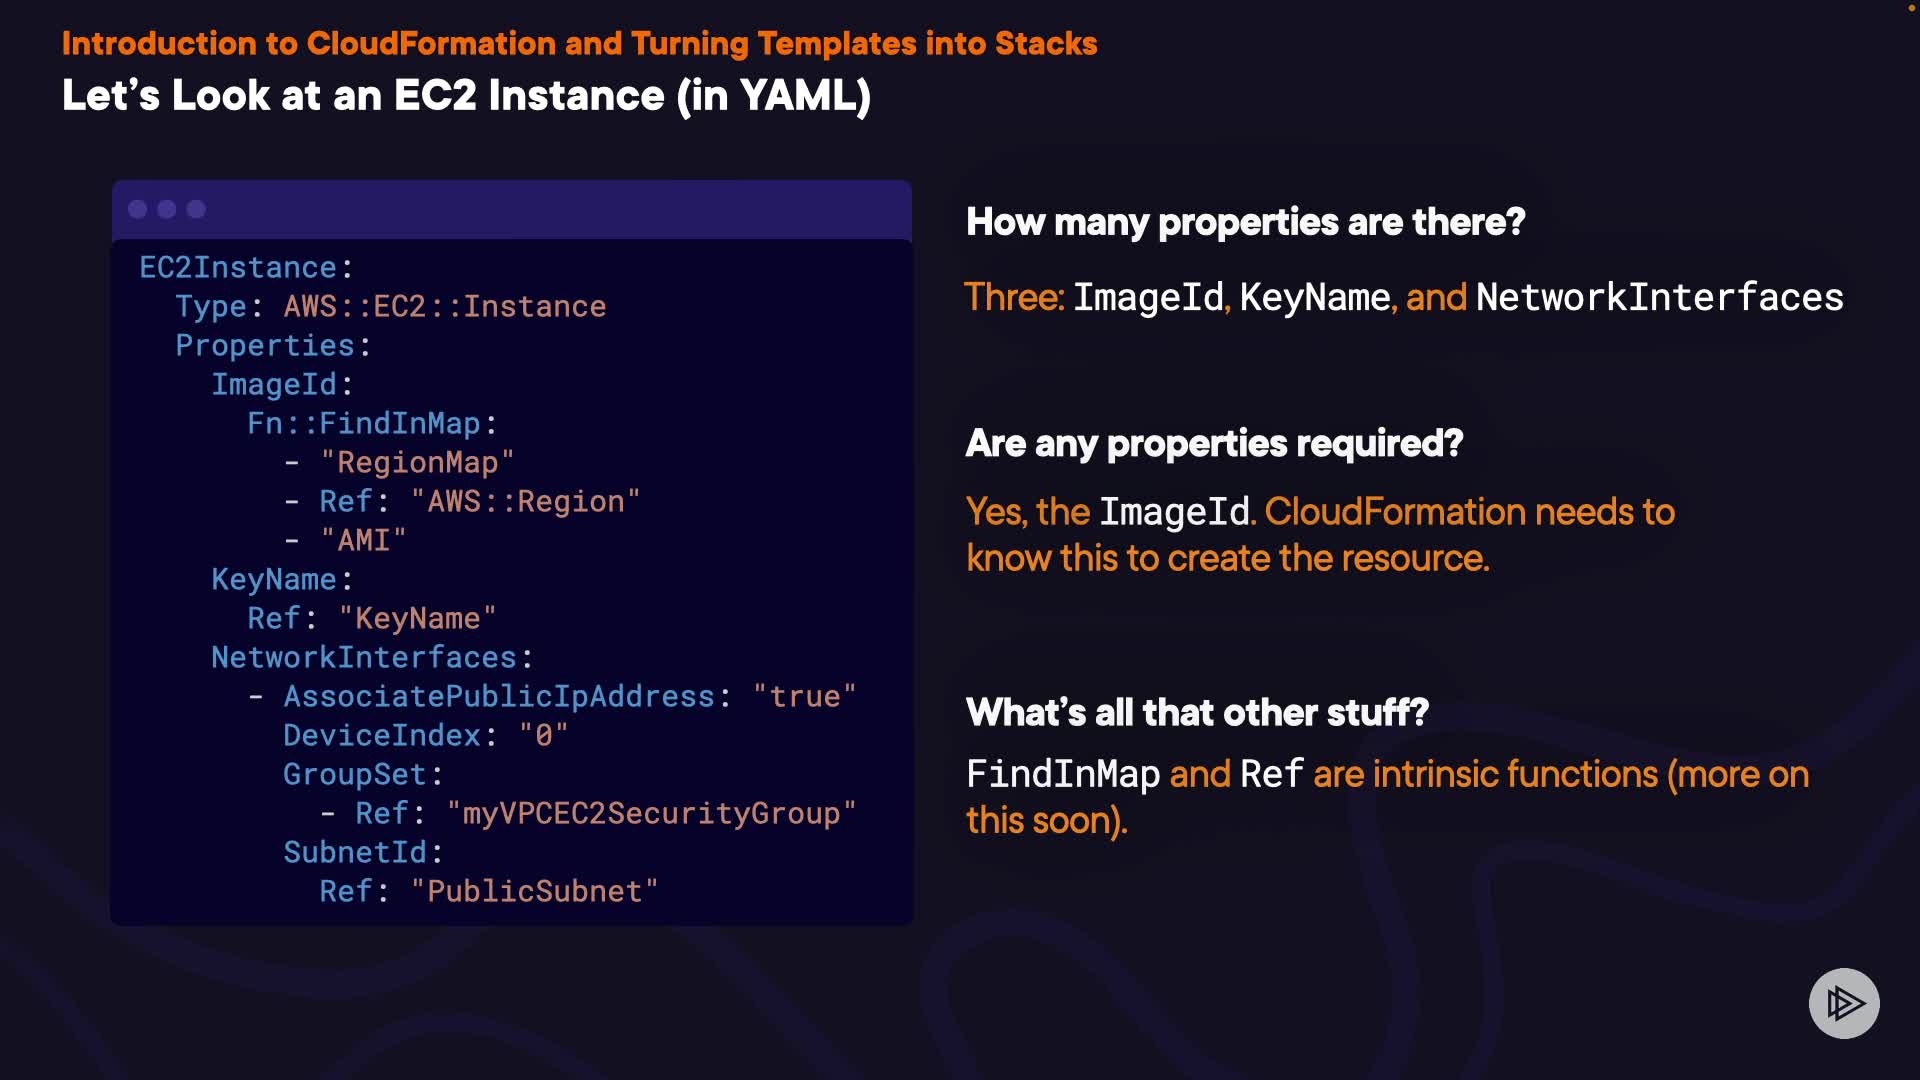 Introduction to CloudFormation and Turning Templates into Stacks
Let's Look at an EC2 Instance (in YAML)
EC2Instance:
  Type: AWS::EC2::Instance
  Properties:
    ImageId:
      Fn::FindInMap:
        - "RegionMap"
        - Ref: "AWS::Region"
        - "AMI"
    KeyName:
      Ref: "KeyName"
    NetworkInterfaces:
      - AssociatePublicIpAddress: "true"
        DeviceIndex: "0"
        GroupSet:
          - Ref: "myVPCEC2SecurityGroup"
        SubnetId:
          Ref: "PublicSubnet"
How many properties are there?
Three: ImageId, KeyName, and NetworkInterfaces
Are any properties required?
Yes, the ImageId. CloudFormation needs to
know this to create the resource.
What's all that other stuff?
FindInMap and Ref are intrinsic functions (more on
this soon).